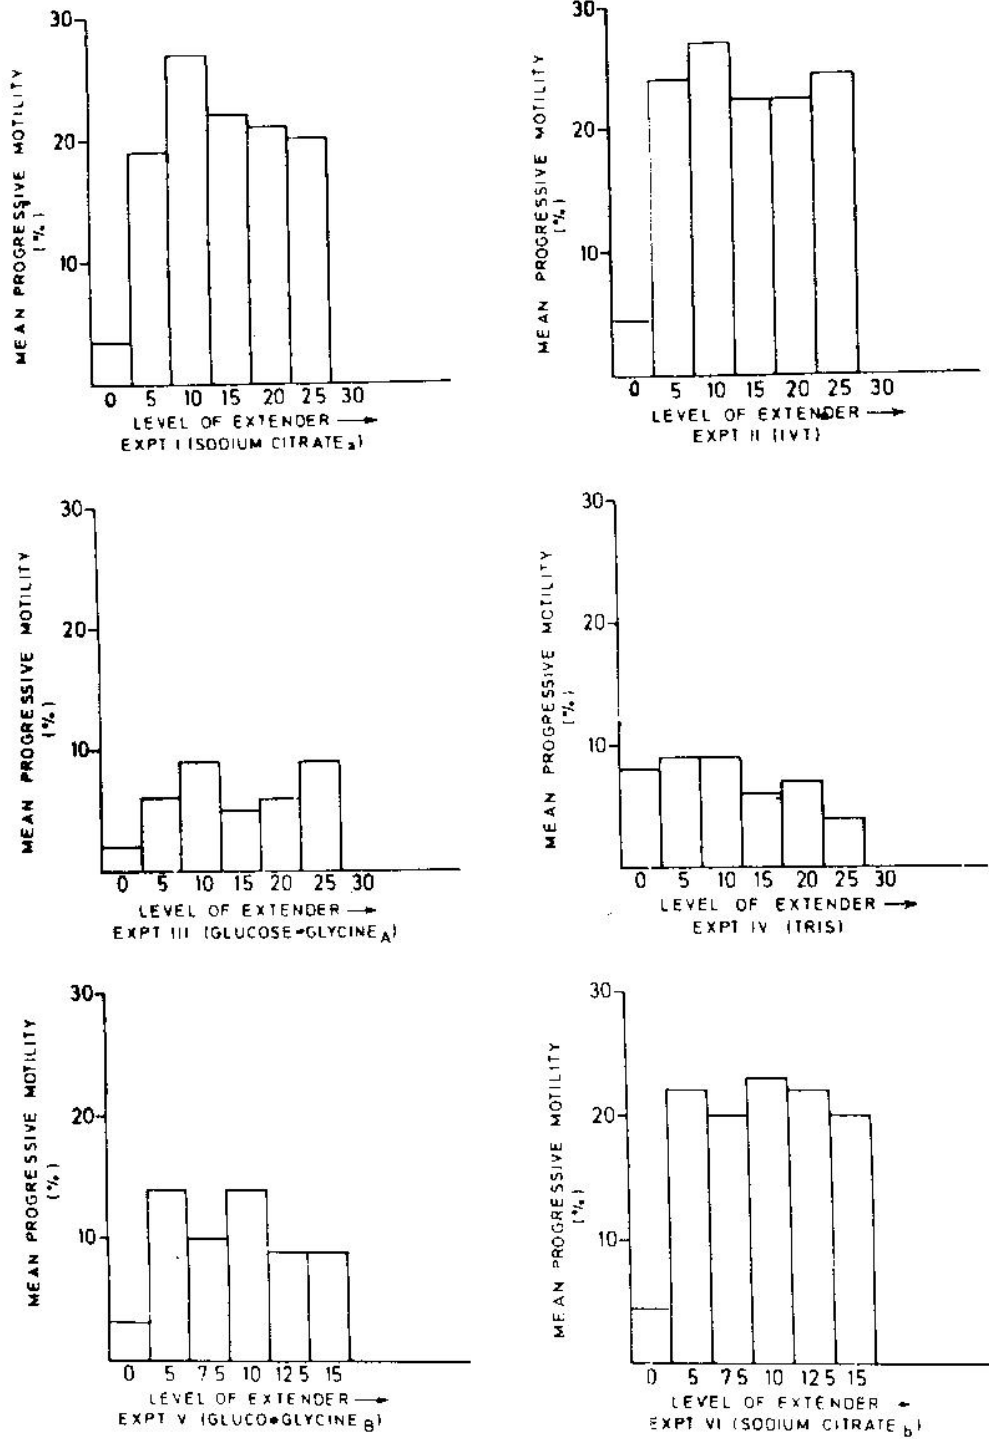 30
20
10
MEAN PROGRESSIVE MOTILITY
(%)
0 5 10 15 20 25 30
LEVEL OF EXTENDER →
EXPT I (SODIUM CITRATE a)
30
20
10
MEAN PROGRESSIVE MOTILITY
(%)
0 5 10 15 20 25 30
LEVEL OF EXTENDER →
EXPT II (IVT)
30
20
10
MEAN PROGRESSIVE MOTILITY
(%)
0 5 10 15 20 25 30
LEVEL OF EXTENDER →
EXPT III (GLUCOSE-GLYCINE A)
30
20
10
MEAN PROGRESSIVE MOTILITY
(%)
0 5 10 15 20 25 30
LEVEL OF EXTENDER →
EXPT IV (TRIS)
30
20
10
MEAN PROGRESSIVE MOTILITY
(%)
0 5 7 5 10 12 5 15
LEVEL OF EXTENDER →
EXPT V (GLUCO•GLYCINE B)
30
20
10
MEAN PROGRESSIVE MOTILITY
(%)
0 5 7 5 10 12 5 15
LEVEL OF EXTENDER
EXPT VI (SODIUM CITRATE b)